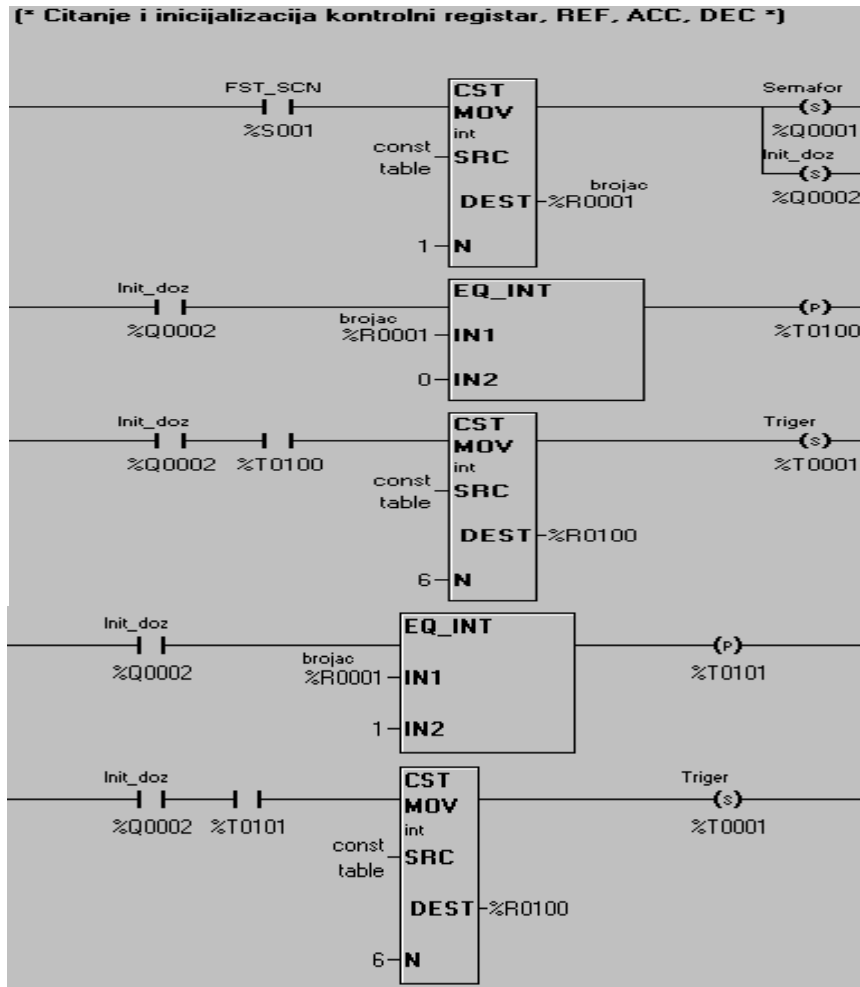 (* Citanje i inicijalizacija kontrolni registar, REF, ACC, DEC *)
FST_SCN
%S001
CST
MOV
int
const
table
SRC
DEST
brojac
%R0001
1
N
Semafor
(s)
%Q0001
Init_doz
(s)
%Q0002
Init_doz
%Q0002
EQ_INT
brojac
%R0001
IN1
0
IN2
(P)
%T0100
Init_doz
%Q0002 %T0100
CST
MOV
int
const
table
SRC
DEST
%R0100
6
N
Triger
(s)
%T0001
Init_doz
%Q0002
EQ_INT
brojac
%R0001
IN1
1
IN2
(P)
%T0101
Init_doz
%Q0002 %T0101
CST
MOV
int
const
table
SRC
DEST
%R0100
6
N
Triger
(s)
%T0001